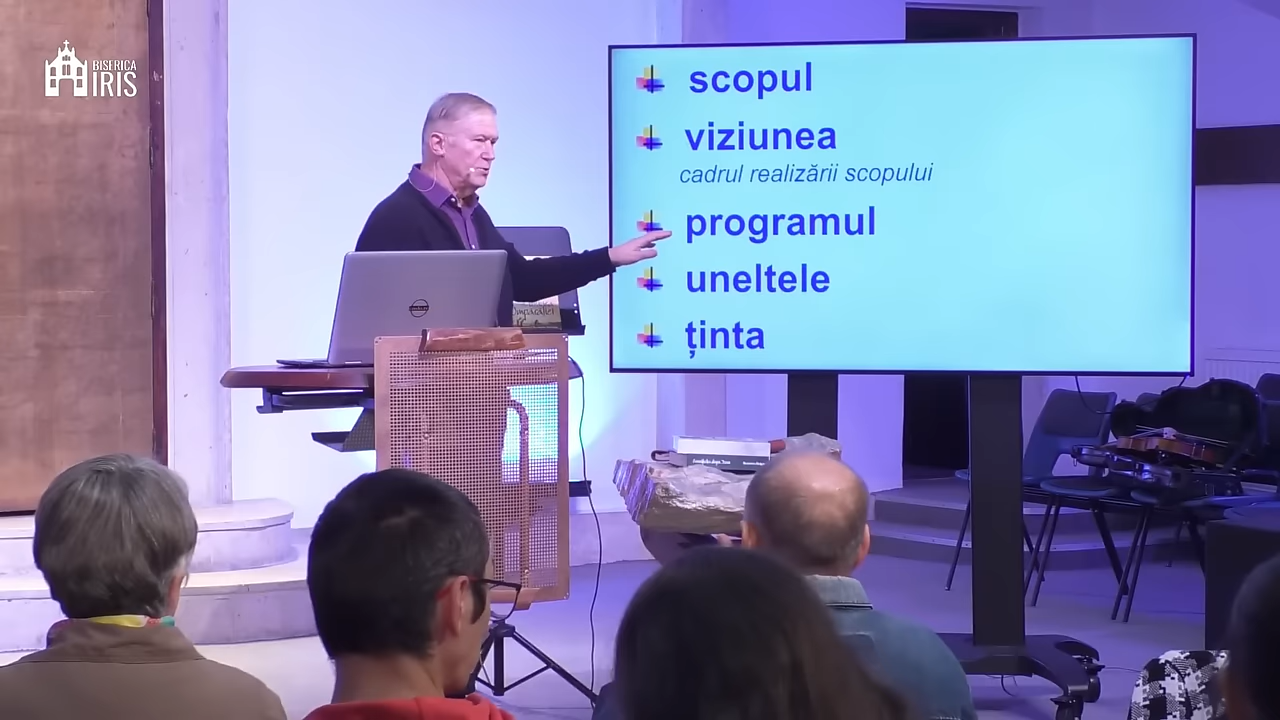 BISERICA
IRIS
scopul
viziunea
cadrul realizării scopului
programul
uneltele
ținta